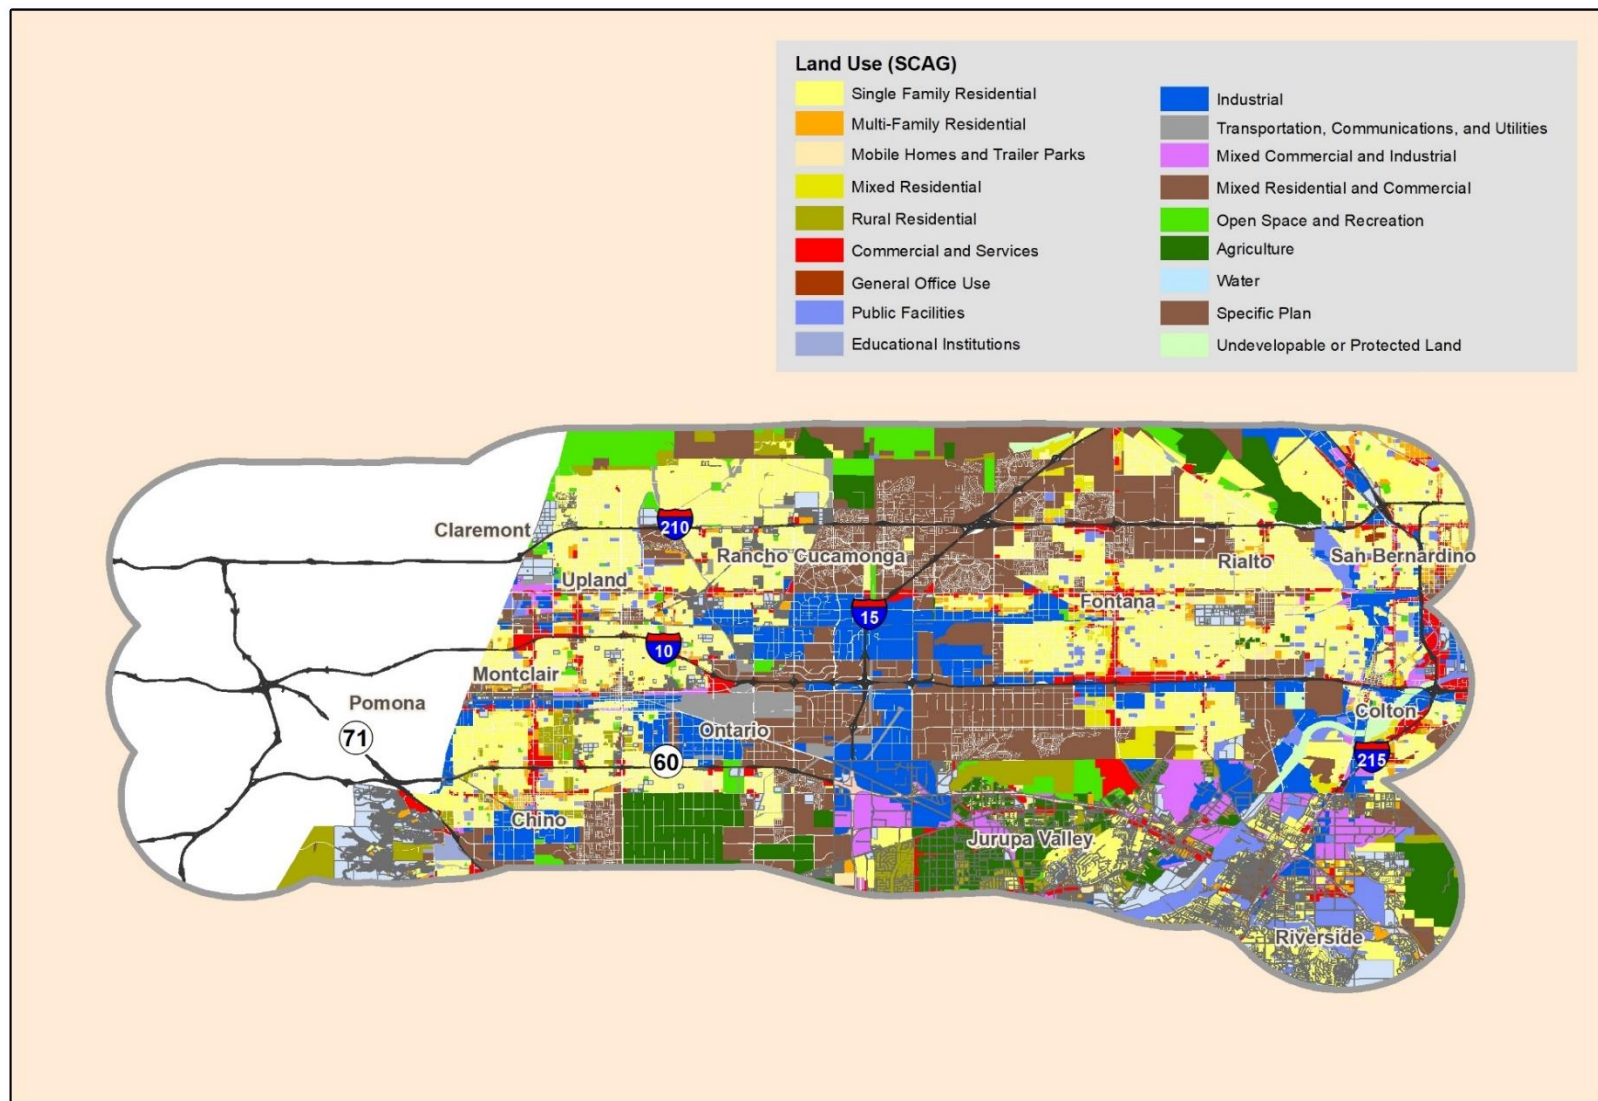 Land Use (SCAG)
Single Family Residential
Multi-Family Residential
Mobile Homes and Trailer Parks
Mixed Residential
Rural Residential
Commercial and Services
General Office Use
Public Facilities
Educational Institutions
Industrial
Transportation, Communications, and Utilities
Mixed Commercial and Industrial
Mixed Residential and Commercial
Open Space and Recreation
Agriculture
Water
Specific Plan
Undevelopable or Protected Land
Claremont
210
Rancho Cucamonga
Rialto
San Bernardino
Upland
Fontana
15
10
Montclair
Pomona
Colton
71
Ontario
60
215
Chino
Jurupa Valley
Riverside